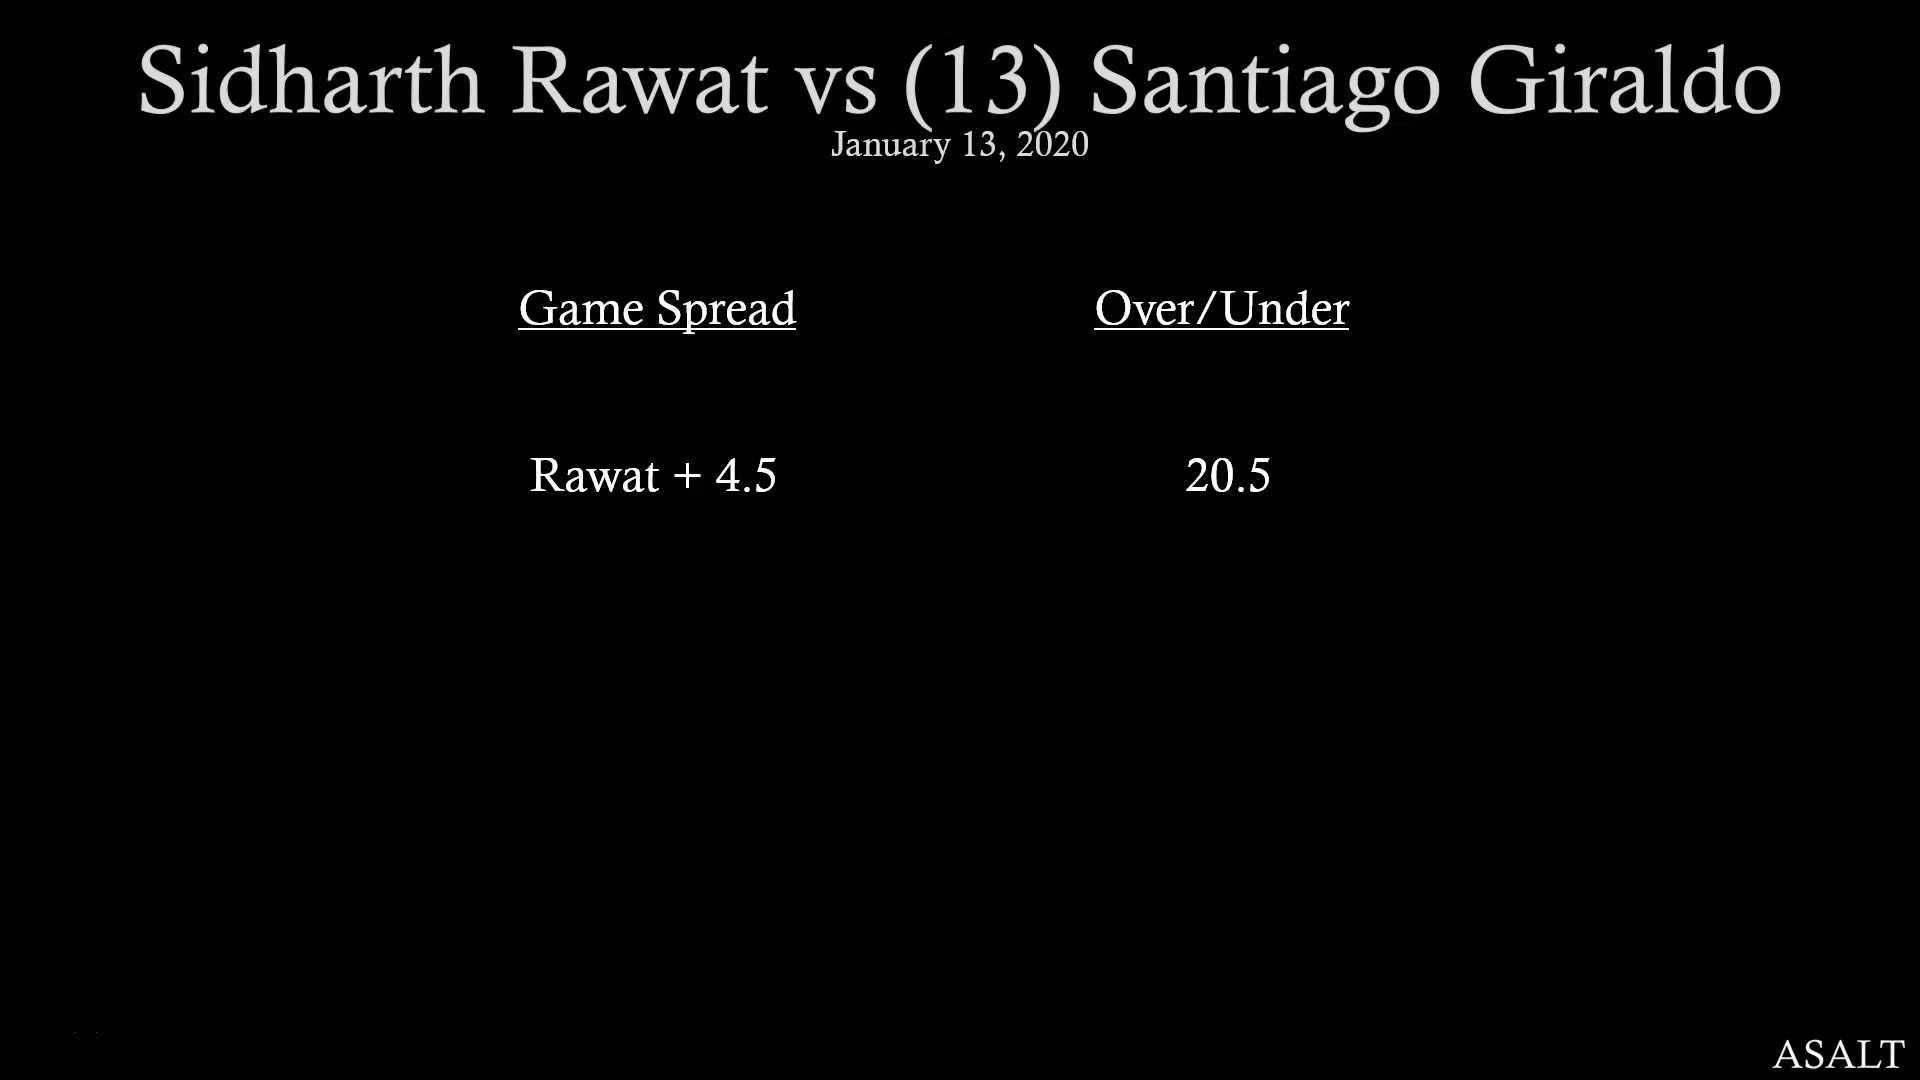 Sidharth Rawat vs (13) Santiago Giraldo
January 13, 2020
Game Spread Over/Under
Rawat + 4.5 20.5
ASALT